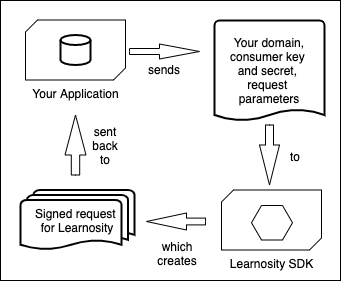 Your Application
sends
Your domain,
consumer key
and secret,
request
parameters
to
Learnosity SDK
which
creates
Signed request
for Learnosity
sent
back
to